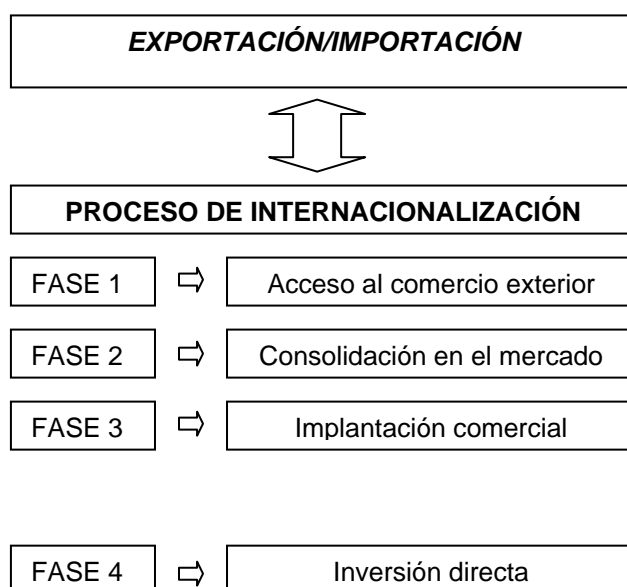 EXPORTACIÓN/IMPORTACIÓN
PROCESO DE INTERNACIONALIZACIÓN
FASE 1 Acceso al comercio exterior
FASE 2 Consolidación en el mercado
FASE 3 Implantación comercial
FASE 4 Inversión directa